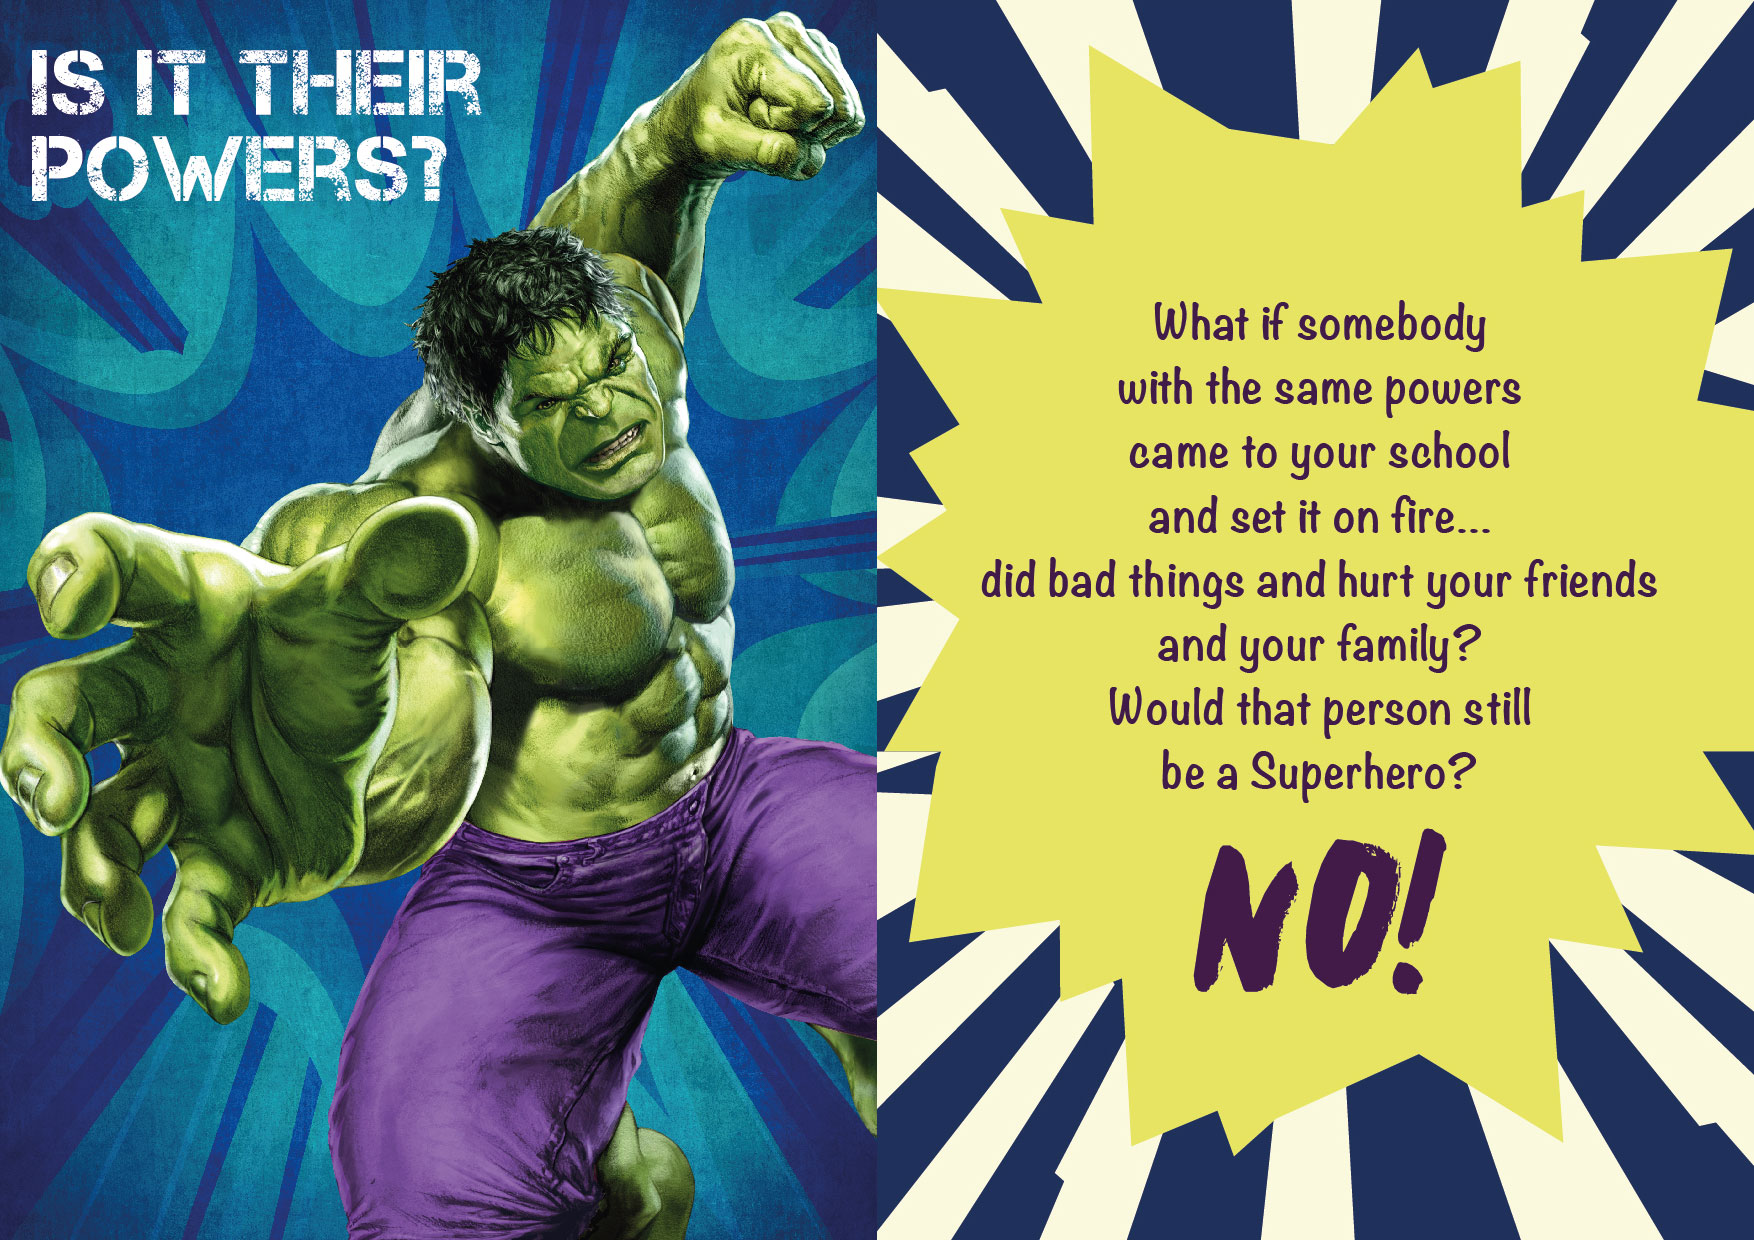 IS IT THEIR
POWERS?
What if somebody
with the same powers
came to your school
and set it on fire...
did bad things and hurt your friends
and your family?
Would that person still
be a Superhero?
NO!